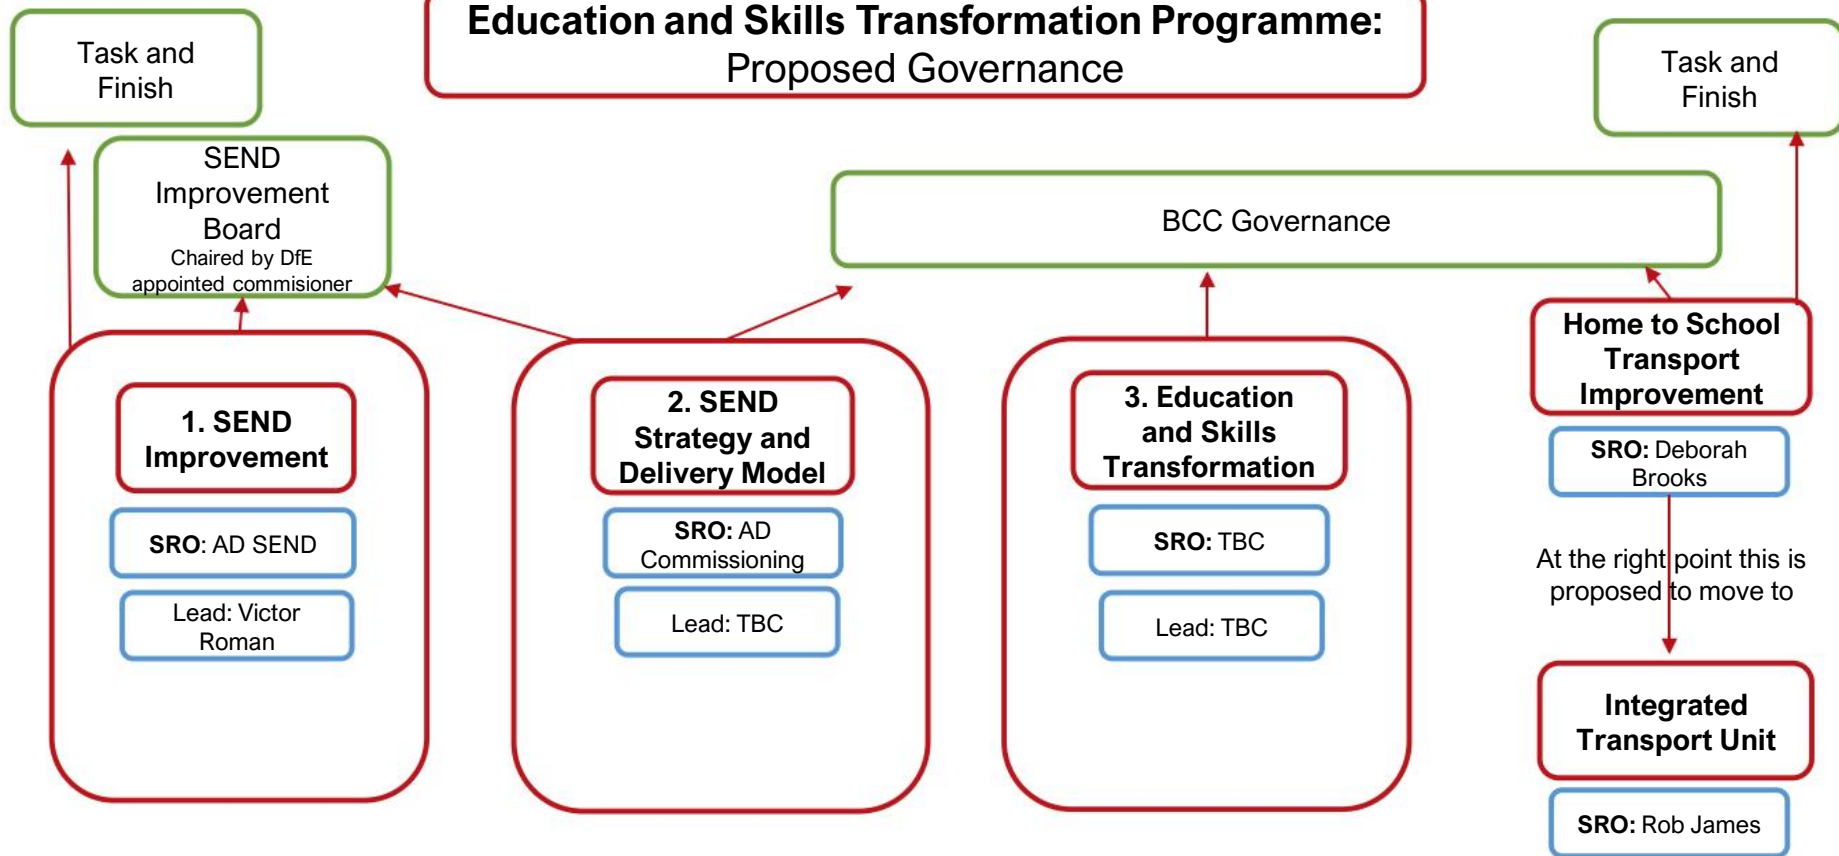 Education and Skills Transformation Programme:
Proposed Governance
Task and
Finish
Task and
Finish
SEND
Improvement
Board
Chaired by DfE
appointed commisioner
BCC Governance
1. SEND
Improvement
SRO: AD SEND
Lead: Victor
Roman
2. SEND
Strategy and
Delivery Model
SRO: AD
Commissioning
Lead: TBC
3. Education
and Skills
Transformation
SRO: TBC
Lead: TBC
Home to School
Transport
Improvement
SRO: Deborah
Brooks
At the right point this is
proposed to move to
Integrated
Transport Unit
SRO: Rob James